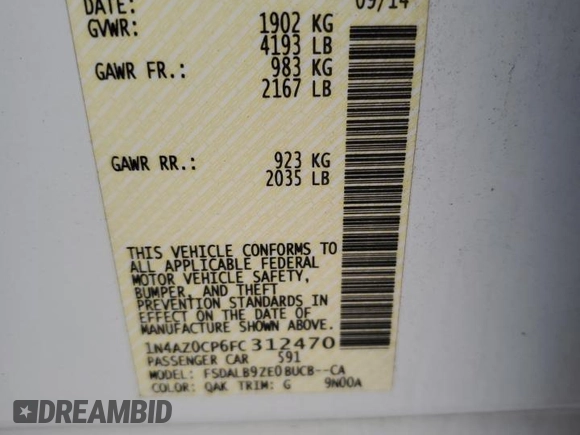 DATE: 09/14
GVWR: 1902 KG
4193 LB
GAWR FR.: 983 KG
2167 LB
GAWR RR.: 923 KG
2035 LB
THIS VEHICLE CONFORMS TO
ALL APPLICABLE FEDERAL
MOTOR VEHICLE SAFETY,
BUMPER, AND THEFT
PREVENTION STANDARDS IN
EFFECT ON THE DATE OF
MANUFACTURE SHOWN ABOVE.
1N4AZ0CP6FC312470
PASSENGER CAR 591
MODEL: FSDALB9ZE0BUCB--CA
COLOR: QAK TRIM: G 9N00A
DREAMBID